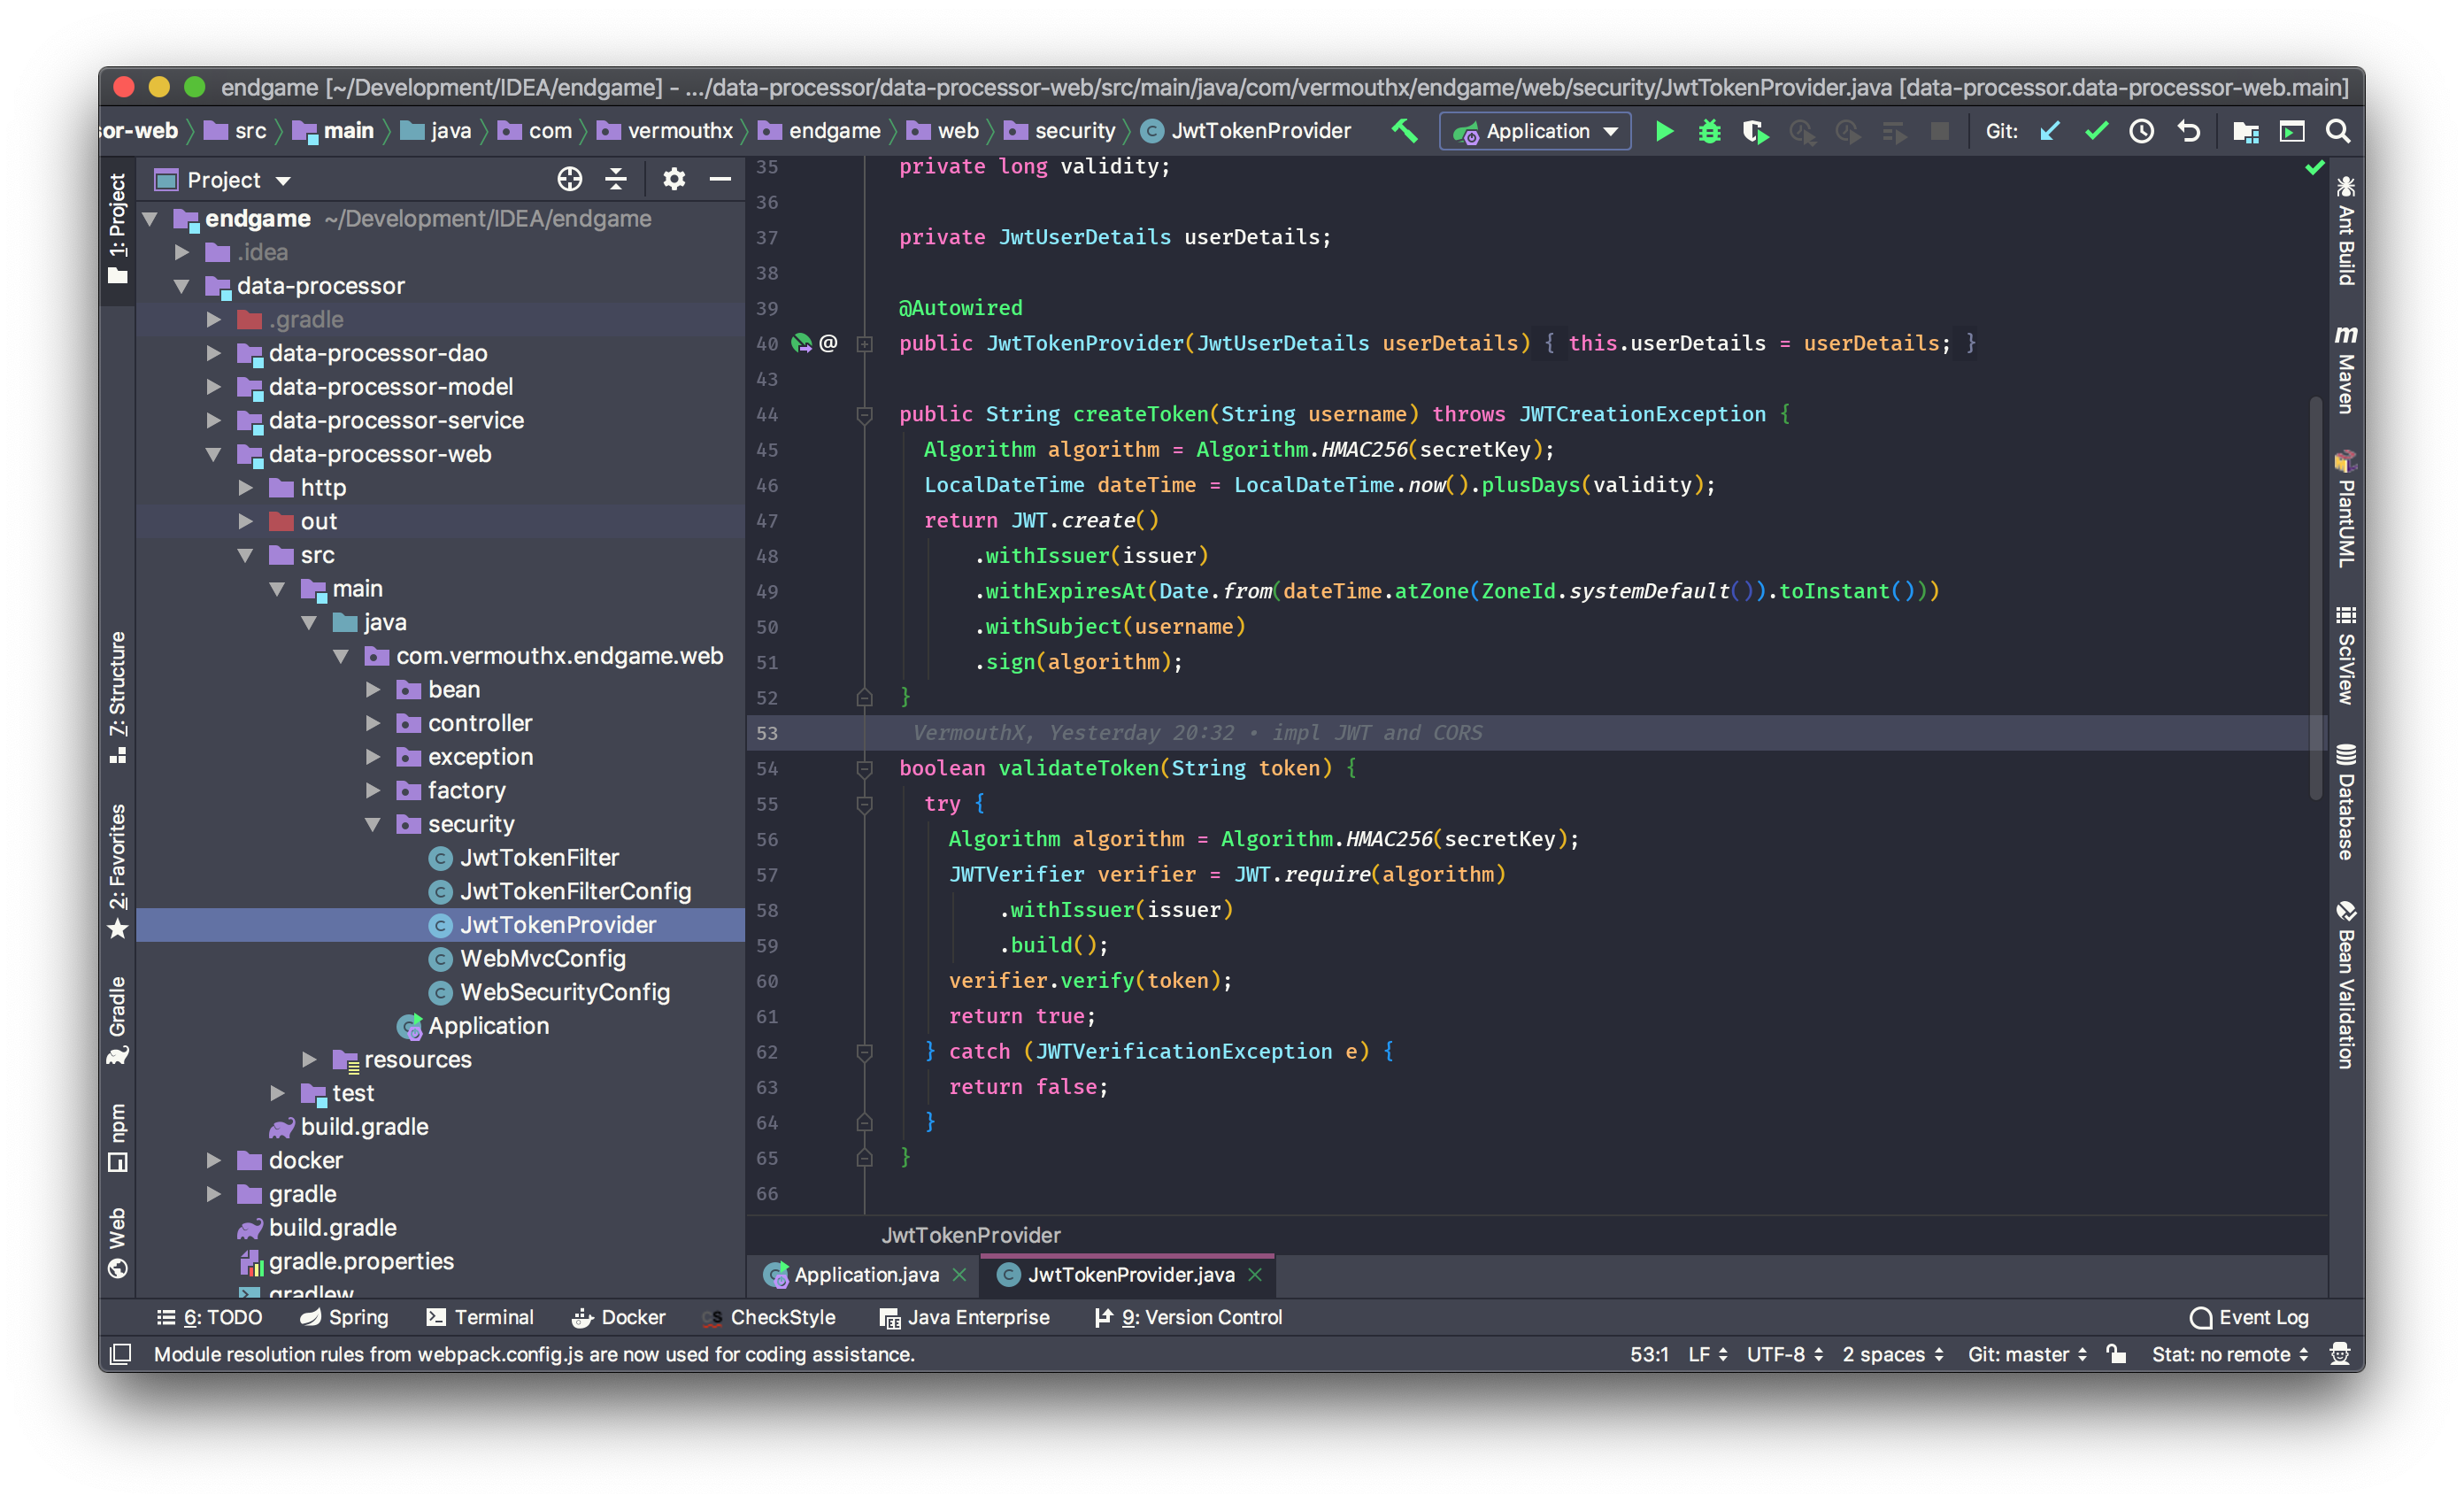 endgame [~/Development/IDEA/endgame] - .../data-processor/data-processor-web/src/main/java/com/vermouthx/endgame/web/security/JwtTokenProvider.java [data-processor.data-processor-web.main]
or-web src main java com vermouthx endgame web security JwtTokenProvider Application Git:
1: Project
7: Structure
2: Favorites
Gradle
npm
Web
Project
endgame ~/Development/IDEA/endgame
.idea
data-processor
.gradle
data-processor-dao
data-processor-model
data-processor-service
data-processor-web
http
out
src
main
java
com.vermouthx.endgame.web
bean
controller
exception
factory
security
JwtTokenFilter
JwtTokenFilterConfig
JwtTokenProvider
WebMvcConfig
WebSecurityConfig
Application
resources
test
build.gradle
docker
gradle
build.gradle
gradle.properties
gradlew
35 private long validity;
36
37 private JwtUserDetails userDetails;
38
39 @Autowired
40 @ public JwtTokenProvider(JwtUserDetails userDetails) { this.userDetails = userDetails; }
43
44 public String createToken(String username) throws JWTCreationException {
45 Algorithm algorithm = Algorithm.HMAC256(secretKey);
46 LocalDateTime dateTime = LocalDateTime.now().plusDays(validity);
47 return JWT.create()
48 .withIssuer(issuer)
49 .withExpiresAt(Date.from(dateTime.atZone(ZoneId.systemDefault()).toInstant()))
50 .withSubject(username)
51 .sign(algorithm);
52 }
53 VermouthX, Yesterday 20:32 • impl JWT and CORS
54 boolean validateToken(String token) {
55 try {
56 Algorithm algorithm = Algorithm.HMAC256(secretKey);
57 JWTVerifier verifier = JWT.require(algorithm)
58 .withIssuer(issuer)
59 .build();
60 verifier.verify(token);
61 return true;
62 } catch (JWTVerificationException e) {
63 return false;
64 }
65 }
66
JwtTokenProvider
Application.java JwtTokenProvider.java
Ant Build
Maven
PlantUML
SciView
Database
Bean Validation
6: TODO Spring Terminal Docker CheckStyle Java Enterprise 9: Version Control Event Log
Module resolution rules from webpack.config.js are now used for coding assistance. 53:1 LF UTF-8 2 spaces Git: master Stat: no remote